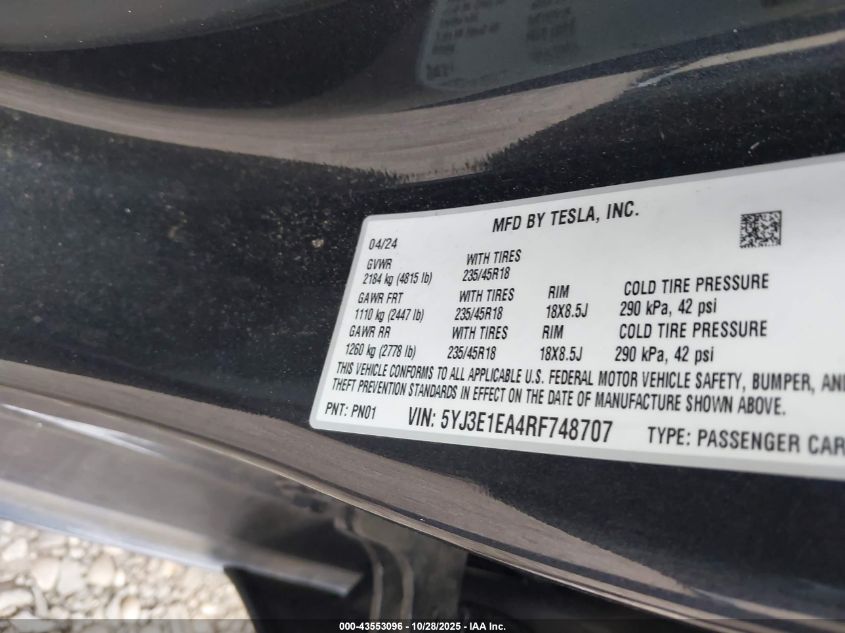 MFD BY TESLA, INC.
04/24
GVWR WITH TIRES
2184 kg (4815 lb) 235/45R18
GAWR FRT WITH TIRES RIM COLD TIRE PRESSURE
1110 kg (2447 lb) 235/45R18 18X8.5J 290 kPa, 42 psi
GAWR RR WITH TIRES RIM COLD TIRE PRESSURE
1260 kg (2778 lb) 235/45R18 18X8.5J 290 kPa, 42 psi
THIS VEHICLE CONFORMS TO ALL APPLICABLE U.S. FEDERAL MOTOR VEHICLE SAFETY, BUMPER, AN
THEFT PREVENTION STANDARDS IN EFFECT ON THE DATE OF MANUFACTURE SHOWN ABOVE.
PNT: PN01 VIN: 5YJ3E1EA4RF748707 TYPE: PASSENGER CAR
000-43553096 - 10/28/2025 - IAA Inc.